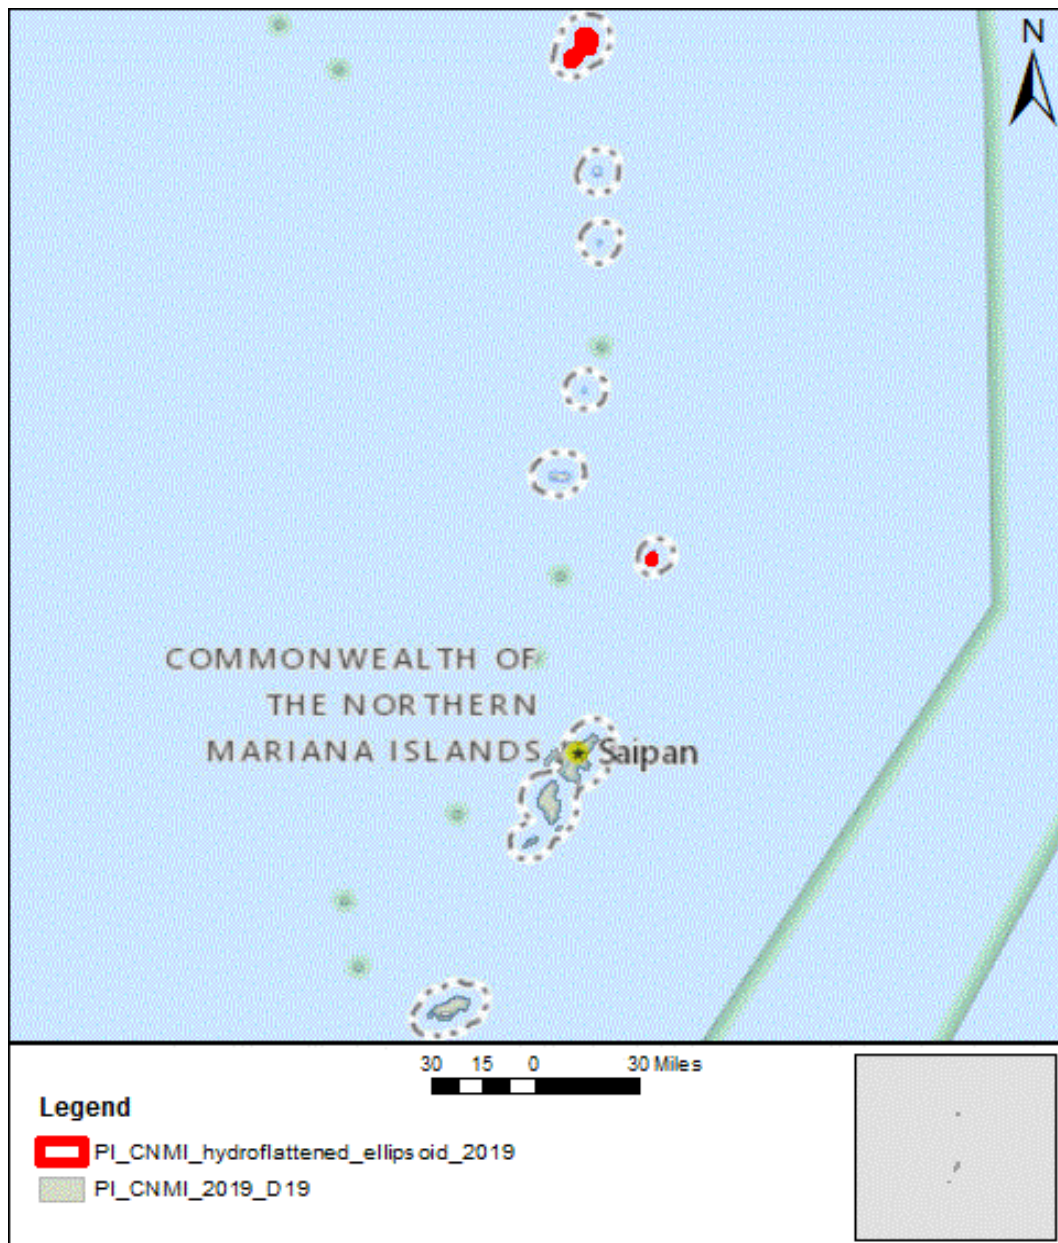 N
COMMONWEALTH OF
THE NORTHERN
MARIANA ISLANDS
Saipan
30 15 0 30 Miles
Legend
PI_CNMI_hydroflattened_ellipsoid_2019
PI_CNMI_2019_D19